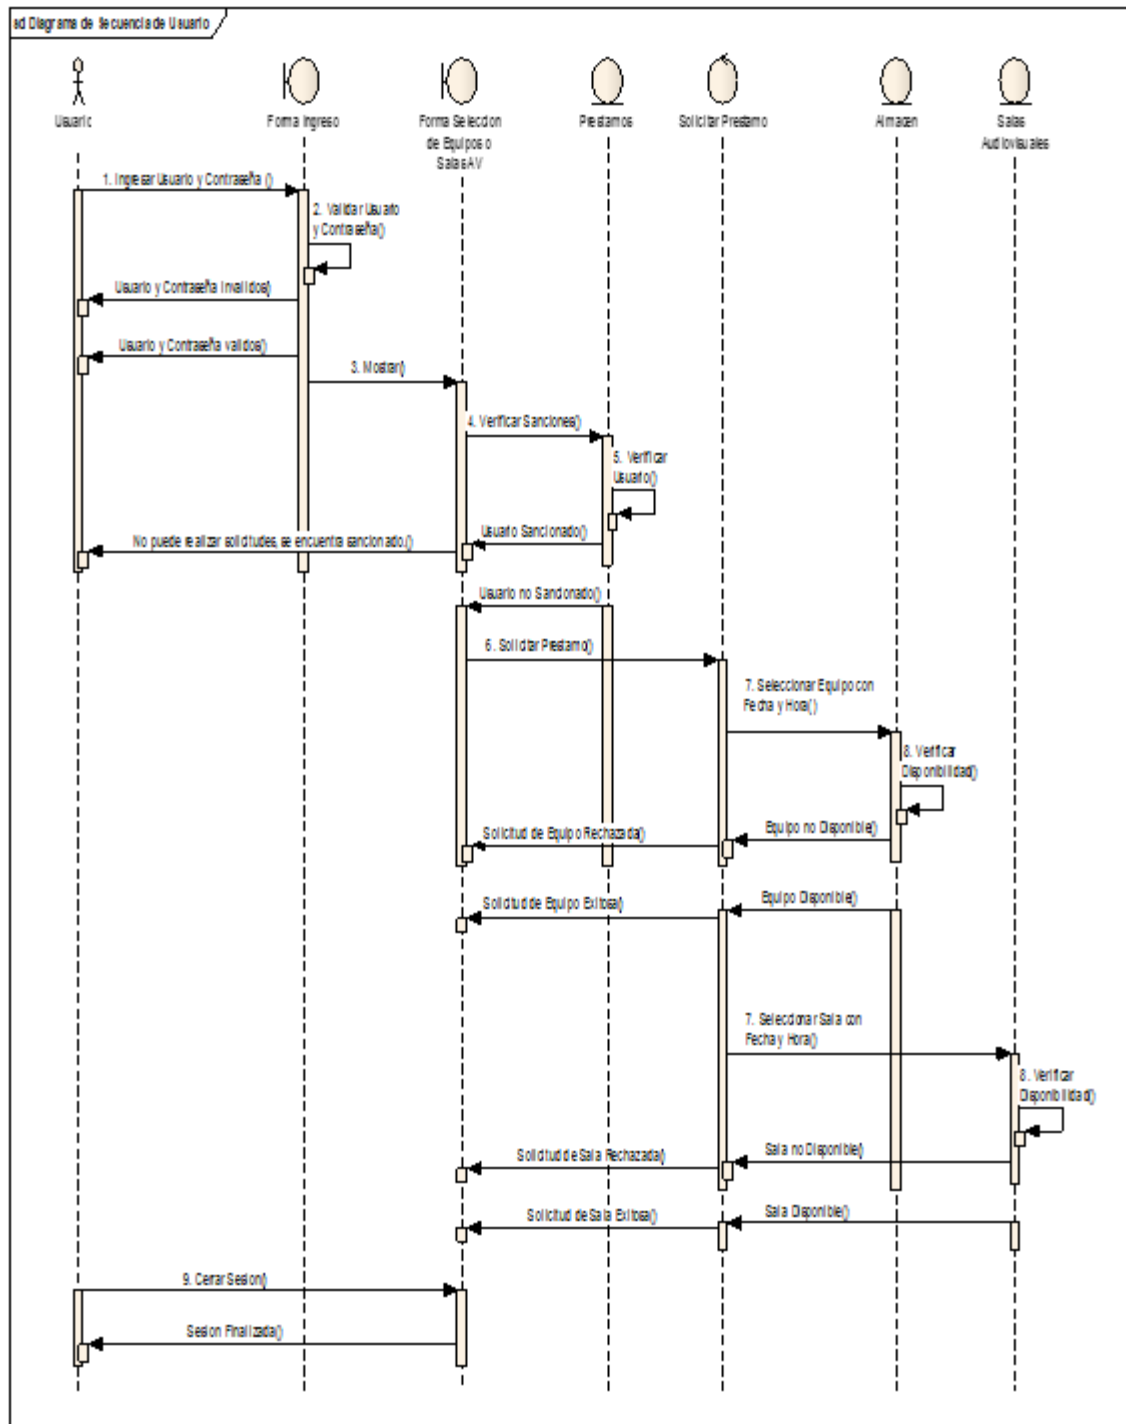 sd Diagrama de Secuencia de Usuario
Usuario
Forma Ingreso
Forma Seleccion
de Equipos o
Salas AV
Prestamos
Solicitar Prestamo
Almacen
Salas
Audiovisuales
1. Ingresar Usuario y Contraseña ()
2. Validar Usuario
y Contraseña()
Usuario y Contraseña Invalidos()
Usuario y Contraseña validos()
3. Mostrar()
4. Verificar Sanciones()
5. Verificar
Usuario()
Usuario Sancionado()
No puede realizar solicitudes, se encuentra sancionado.()
Usuario no Sancionado()
6. Solicitar Prestamo()
7. Seleccionar Equipo con
Fecha y Hora()
8. Verificar
Disponibilidad()
Equipo no Disponible()
Solicitud de Equipo Rechazada()
Equipo Disponible()
Solicitud de Equipo Exitosa()
7. Seleccionar Sala con
Fecha y Hora()
8. Verificar
Disponibilidad()
Sala no Disponible()
Solicitud de Sala Rechazada()
Sala Disponible()
Solicitud de Sala Exitosa()
9. Cerrar Sesion()
Sesion Finalizada()